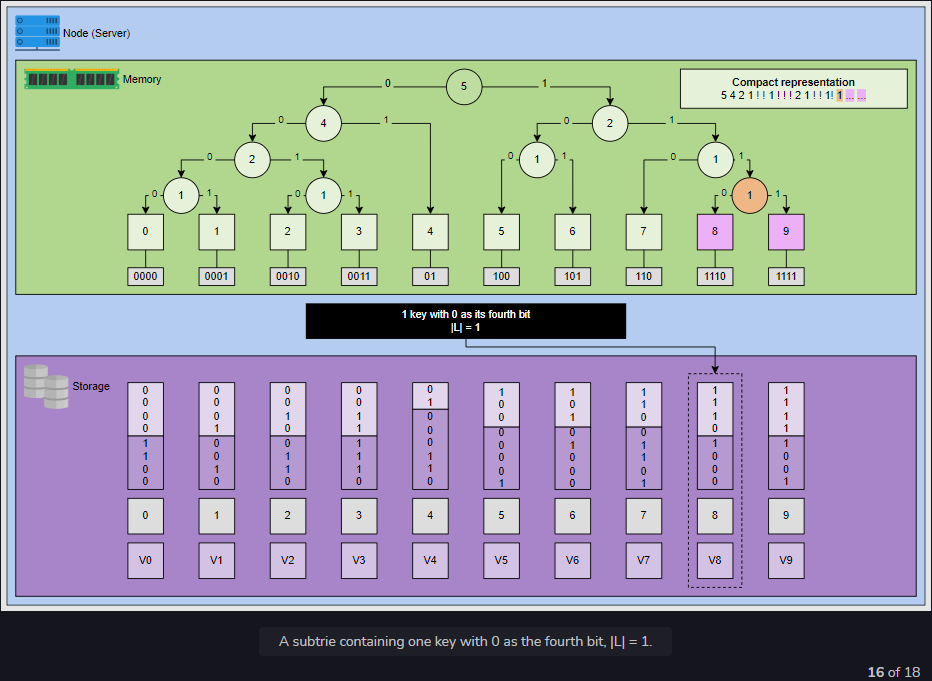 Node (Server)
Memory
Compact representation
5 4 2 1 ! ! 1 ! ! ! 2 1 ! ! 1! 1 ... ...
0 5 1
0 4 1 0 2 1
0 2 1 0 1 1 0 1 1
0 1 1 0 1 1 0 1 1
0 1 2 3 4 5 6 7 8 9
0000 0001 0010 0011 01 100 101 110 1110 1111
1 key with 0 as its fourth bit
|L| = 1
Storage
0 0 0 0 0 1 1 1 1 1
0 0 0 0 1 0 0 1 1 1
0 0 1 1 0 0 1 0 1 1
0 1 0 1 0 0 0 0 0 1
1 0 0 1 0 0 1 1 1 1
1 0 1 1 1 0 0 1 0 0
0 1 1 1 1 0 0 0 0 0
0 0 0 0 0 1 0 1 0 1
0 1 2 3 4 5 6 7 8 9
V0 V1 V2 V3 V4 V5 V6 V7 V8 V9
A subtrie containing one key with 0 as the fourth bit, |L| = 1.
16 of 18